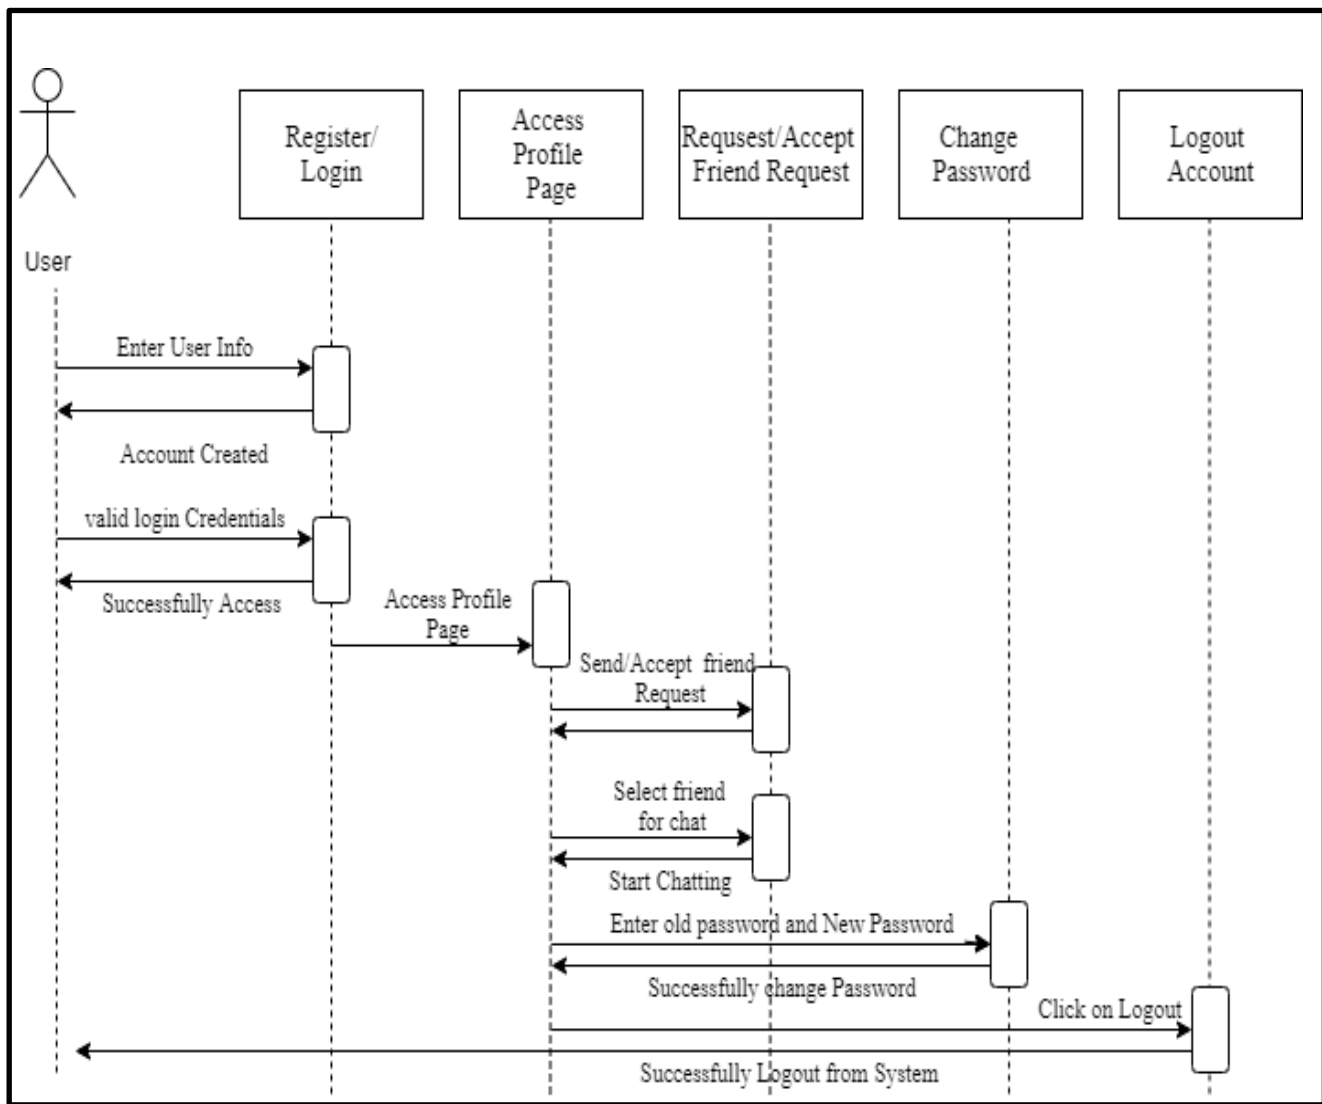 Register/
Login
Access
Profile
Page
Requsest/Accept
Friend Request
Change
Password
Logout
Account
User
Enter User Info
Account Created
valid login Credentials
Successfully Access
Access Profile
Page
Send/Accept friend
Request
Select friend
for chat
Start Chatting
Enter old password and New Password
Successfully change Password
Click on Logout
Successfully Logout from System